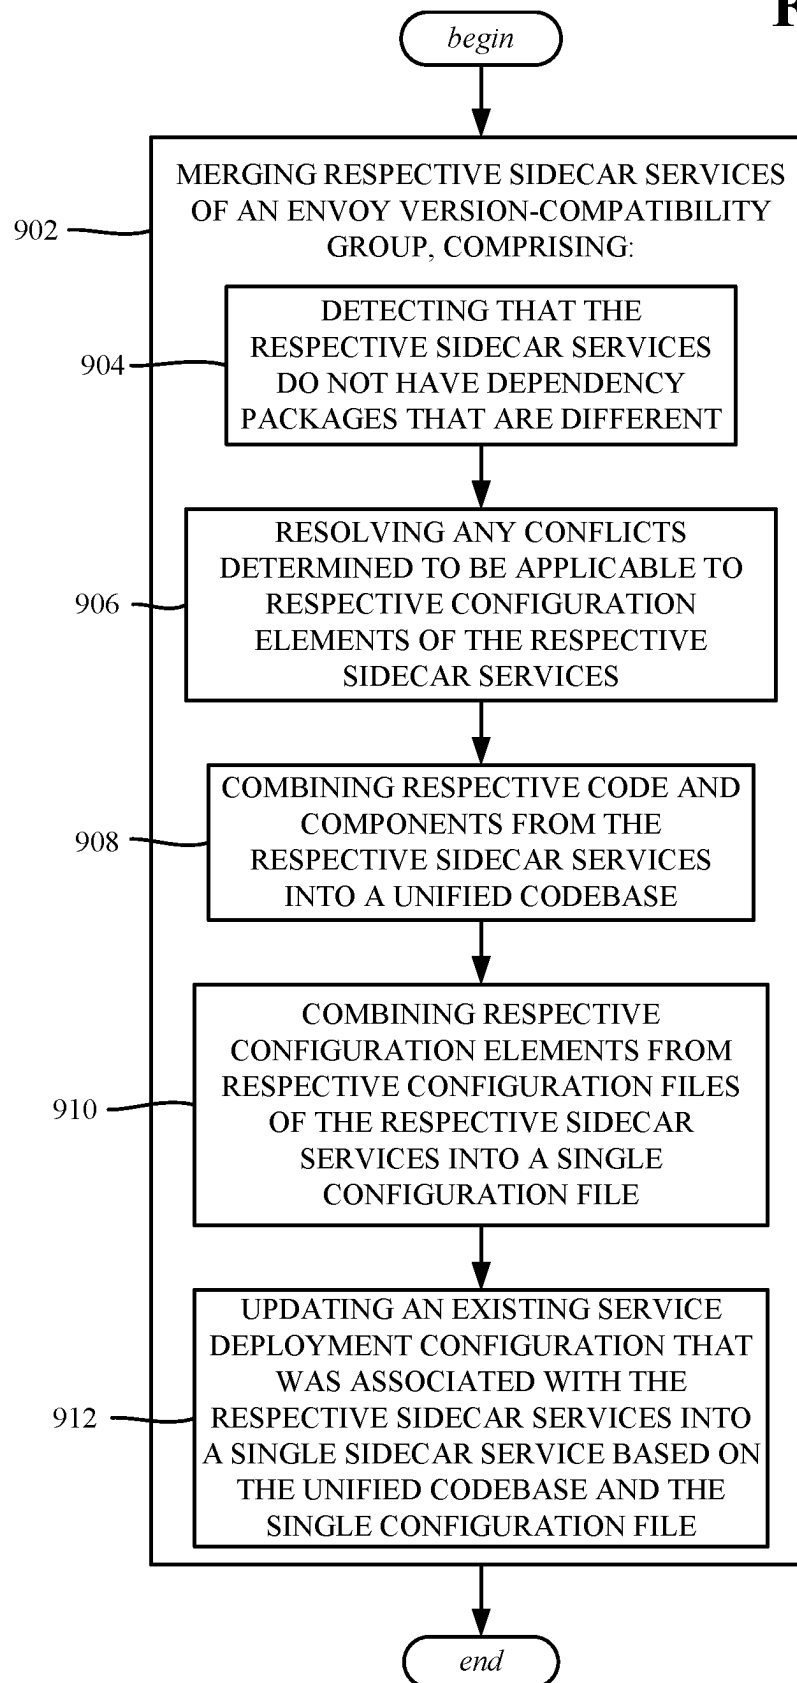 F
begin
902
MERGING RESPECTIVE SIDECAR SERVICES
OF AN ENVOY VERSION-COMPATIBILITY
GROUP, COMPRISING:
904
DETECTING THAT THE
RESPECTIVE SIDECAR SERVICES
DO NOT HAVE DEPENDENCY
PACKAGES THAT ARE DIFFERENT
906
RESOLVING ANY CONFLICTS
DETERMINED TO BE APPLICABLE TO
RESPECTIVE CONFIGURATION
ELEMENTS OF THE RESPECTIVE
SIDECAR SERVICES
908
COMBINING RESPECTIVE CODE AND
COMPONENTS FROM THE
RESPECTIVE SIDECAR SERVICES
INTO A UNIFIED CODEBASE
910
COMBINING RESPECTIVE
CONFIGURATION ELEMENTS FROM
RESPECTIVE CONFIGURATION FILES
OF THE RESPECTIVE SIDECAR
SERVICES INTO A SINGLE
CONFIGURATION FILE
912
UPDATING AN EXISTING SERVICE
DEPLOYMENT CONFIGURATION THAT
WAS ASSOCIATED WITH THE
RESPECTIVE SIDECAR SERVICES INTO
A SINGLE SIDECAR SERVICE BASED ON
THE UNIFIED CODEBASE AND THE
SINGLE CONFIGURATION FILE
end